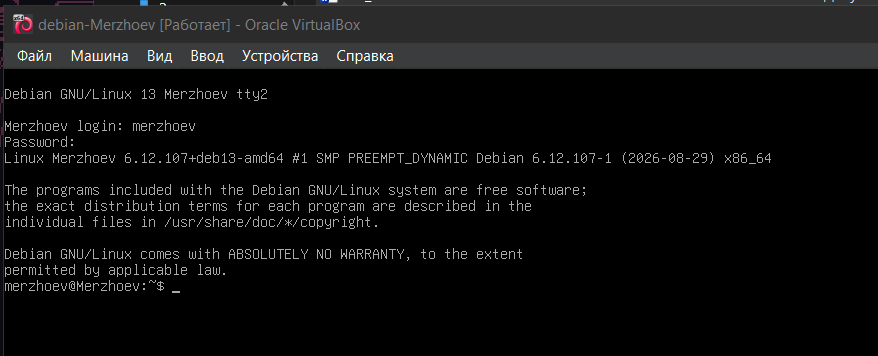 debian-Merzhoev [Работает] - Oracle VirtualBox
Файл Машина Вид Ввод Устройства Справка
Debian GNU/Linux 13 Merzhoev tty2
Merzhoev login: merzhoev
Password:
Linux Merzhoev 6.12.107+deb13-amd64 #1 SMP PREEMPT_DYNAMIC Debian 6.12.107-1 (2026-08-29) x86_64
The programs included with the Debian GNU/Linux system are free software;
the exact distribution terms for each program are described in the
individual files in /usr/share/doc/*/copyright.
Debian GNU/Linux comes with ABSOLUTELY NO WARRANTY, to the extent
permitted by applicable law.
merzhoev@Merzhoev:~$ _